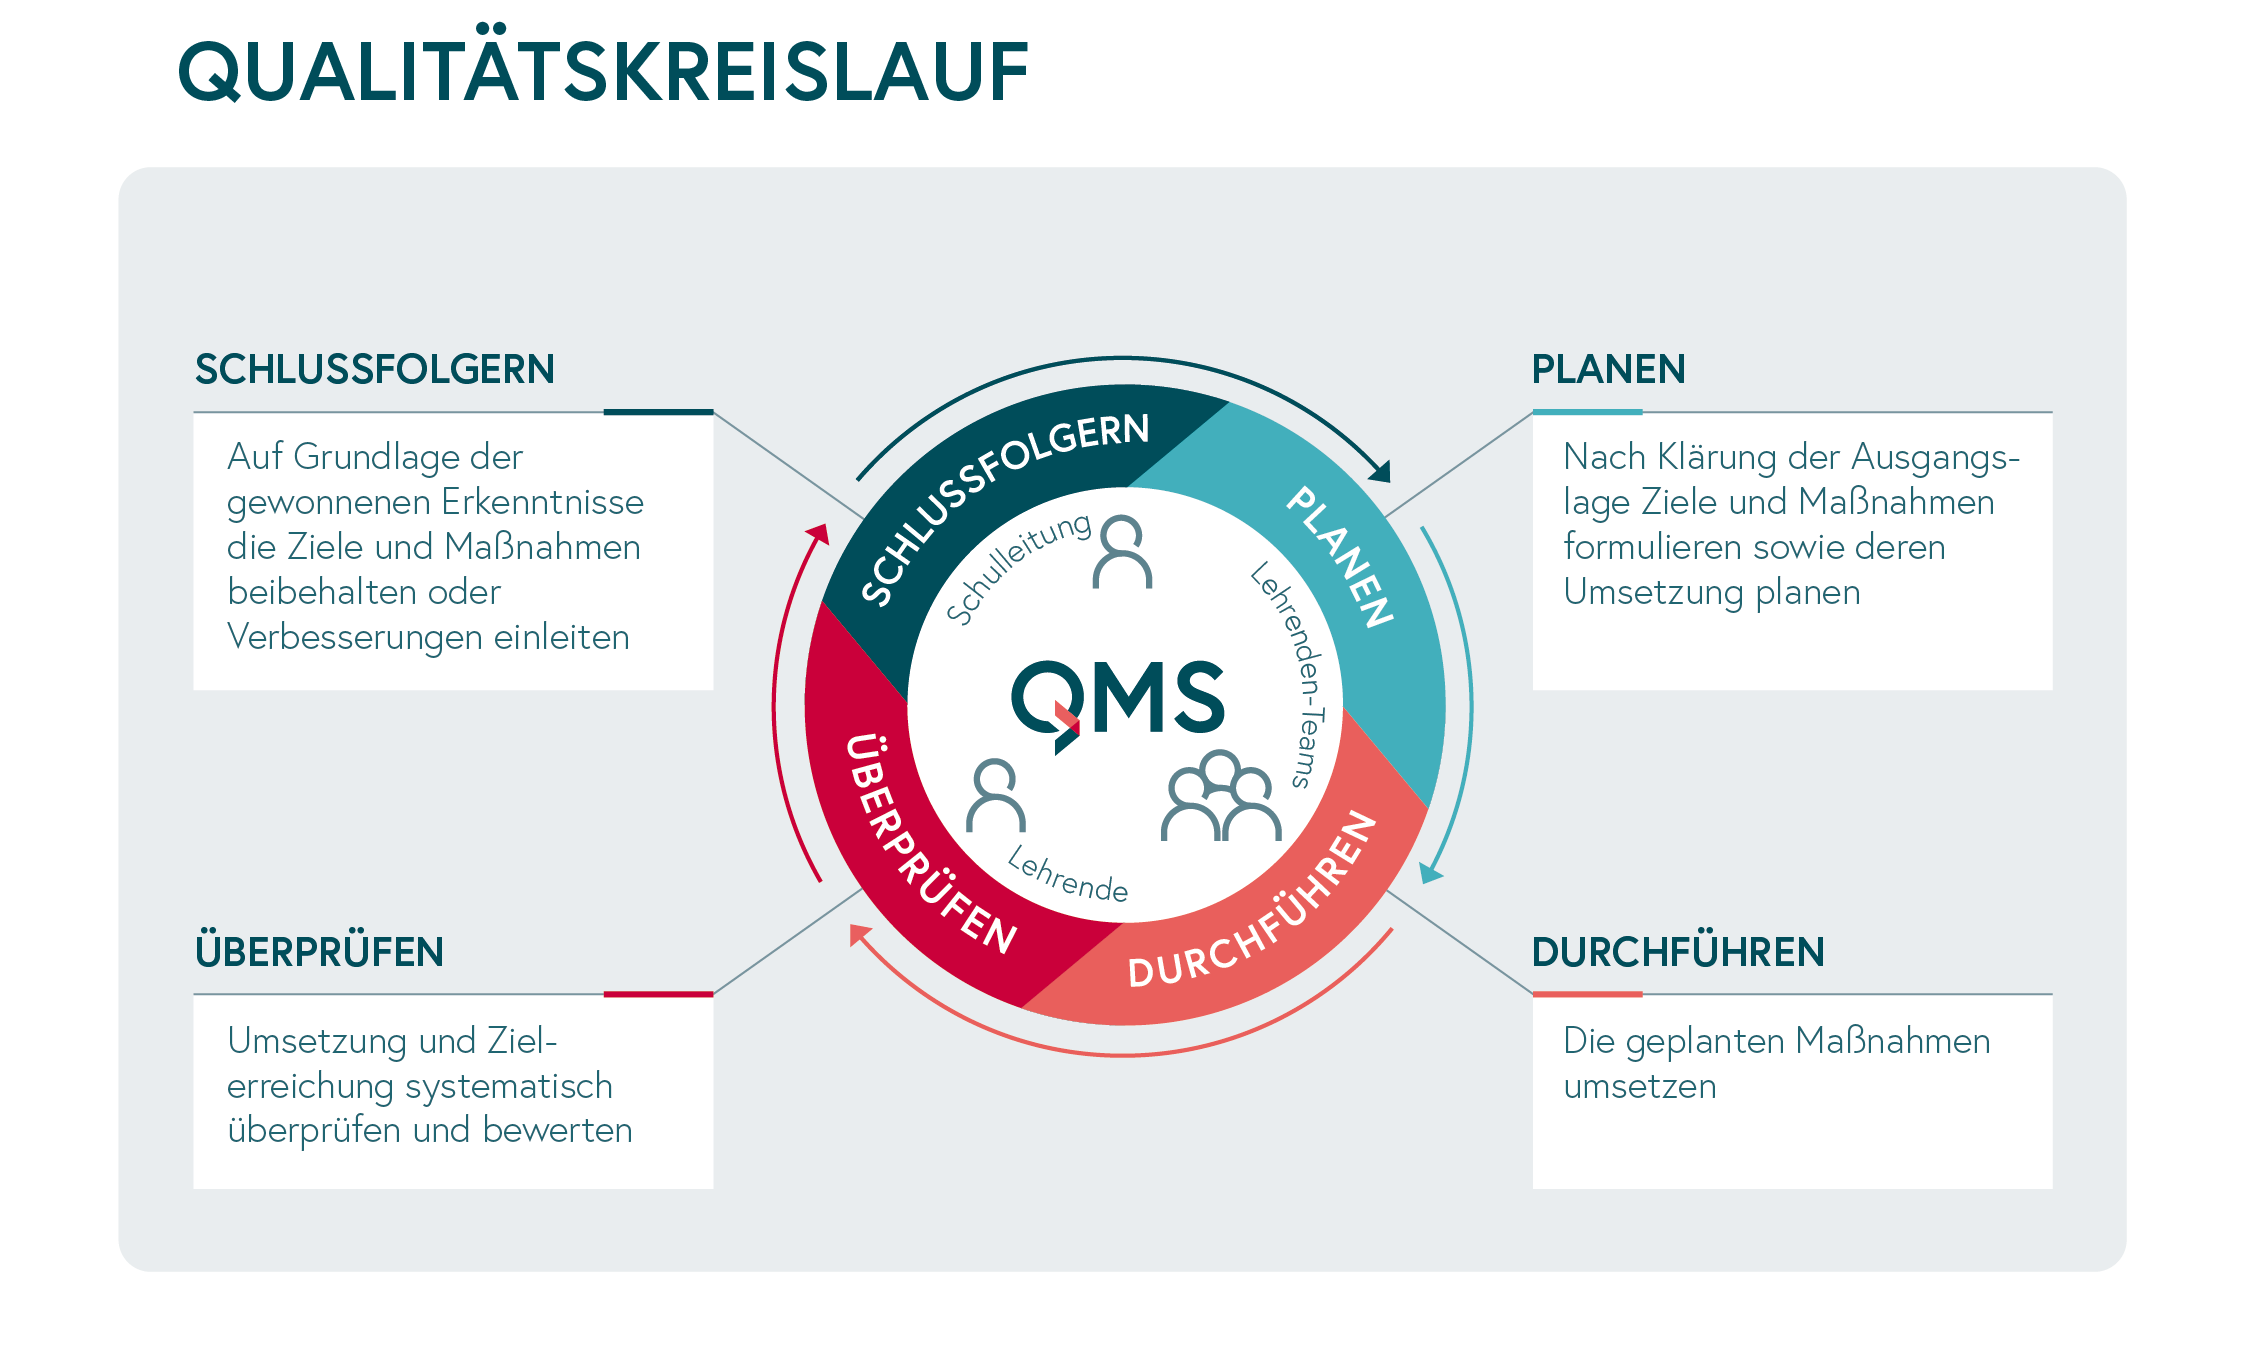 QUALITÄTSKREISLAUF
SCHLUSSFOLGERN
Auf Grundlage der
gewonnenen Erkenntnisse
die Ziele und Maßnahmen
beibehalten oder
Verbesserungen einleiten
PLANEN
Nach Klärung der Ausgangs-
lage Ziele und Maßnahmen
formulieren sowie deren
Umsetzung planen
SCHLUSSFOLGERN
PLANEN
DURCHFÜHREN
ÜBERPRÜFEN
Schulleitung
Lehrenden-Teams
QMS
Lehrende
ÜBERPRÜFEN
Umsetzung und Ziel-
erreichung systematisch
überprüfen und bewerten
DURCHFÜHREN
Die geplanten Maßnahmen
umsetzen